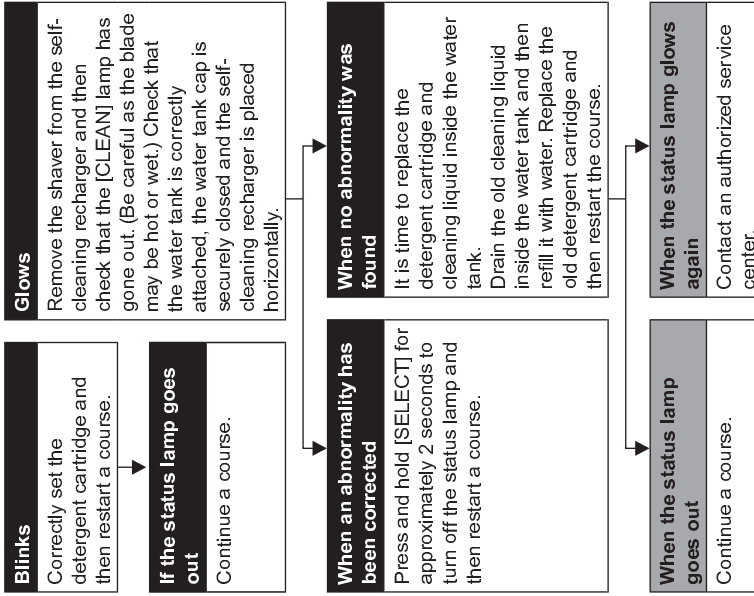 Blinks
Correctly set the
detergent cartridge and
then restart a course.
If the status lamp goes
out
Continue a course.
Glows
Remove the shaver from the self-
cleaning recharger and then
check that the [CLEAN] lamp has
gone out. (Be careful as the blade
may be hot or wet.) Check that
the water tank is correctly
attached, the water tank cap is
securely closed and the self-
cleaning recharger is placed
horizontally.
When an abnormality has
been corrected
Press and hold [SELECT] for
approximately 2 seconds to
turn off the status lamp and
then restart a course.
When no abnormality was
found
It is time to replace the
detergent cartridge and
cleaning liquid inside the water
tank.
Drain the old cleaning liquid
inside the water tank and then
refill it with water. Replace the
old detergent cartridge and
then restart the course.
When the status lamp
goes out
Continue a course.
When the status lamp glows
again
Contact an authorized service
center.